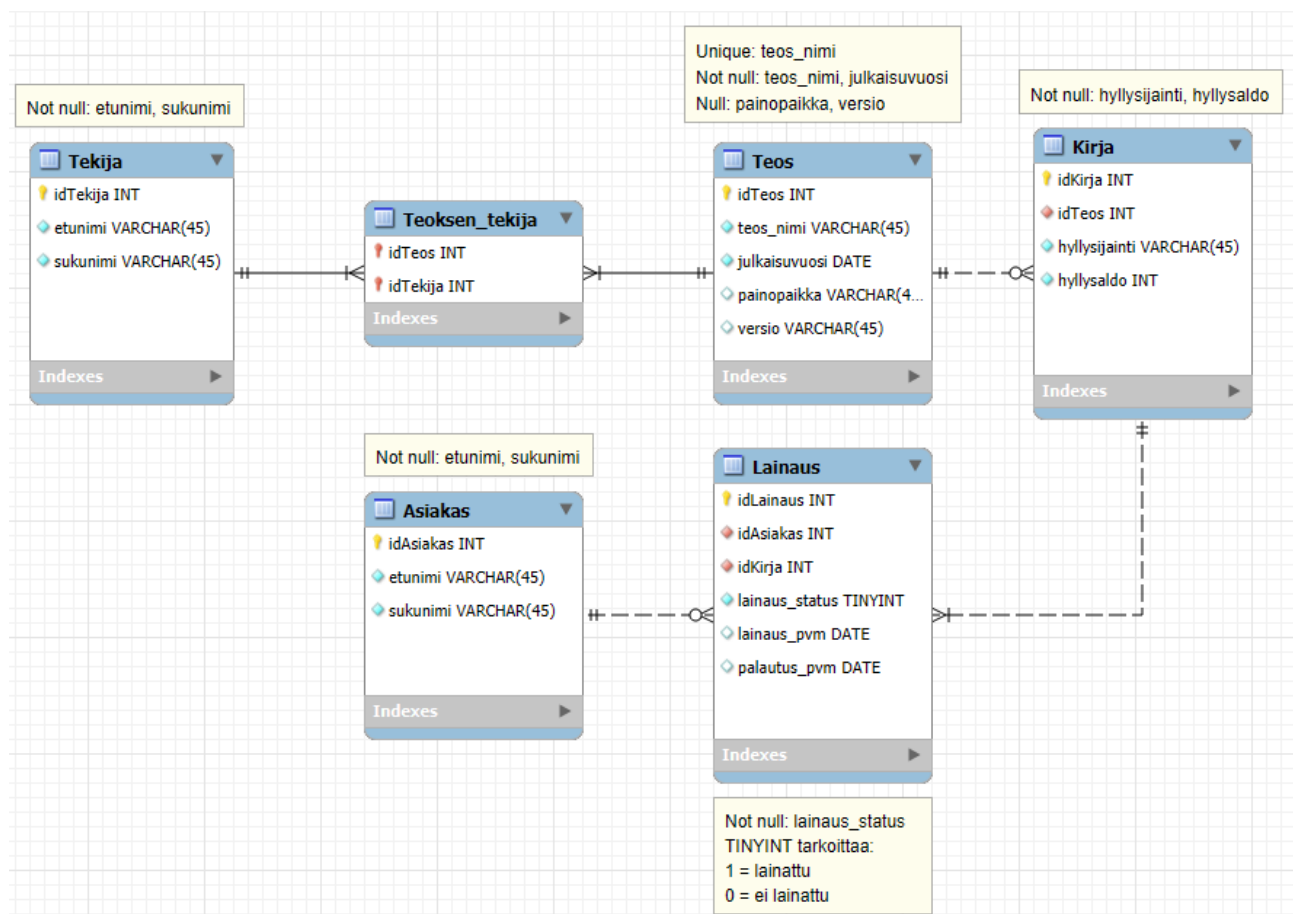 Unique: teos_nimi
Not null: teos_nimi, julkaisuvuosi
Null: painopaikka, versio
Not null: etunimi, sukunimi
Not null: hyllysijainti, hyllysaldo
Tekija
idTekija INT
etunimi VARCHAR(45)
sukunimi VARCHAR(45)
Indexes
Teoksen_tekija
idTeos INT
idTekija INT
Indexes
Teos
idTeos INT
teos_nimi VARCHAR(45)
julkaisuvuosi DATE
painopaikka VARCHAR(4...
versio VARCHAR(45)
Indexes
Kirja
idKirja INT
idTeos INT
hyllysijainti VARCHAR(45)
hyllysaldo INT
Indexes
Not null: etunimi, sukunimi
Asiakas
idAsiakas INT
etunimi VARCHAR(45)
sukunimi VARCHAR(45)
Indexes
Lainaus
idLainaus INT
idAsiakas INT
idKirja INT
lainaus_status TINYINT
lainaus_pvm DATE
palautus_pvm DATE
Indexes
Not null: lainaus_status
TINYINT tarkoittaa:
1 = lainattu
0 = ei lainattu